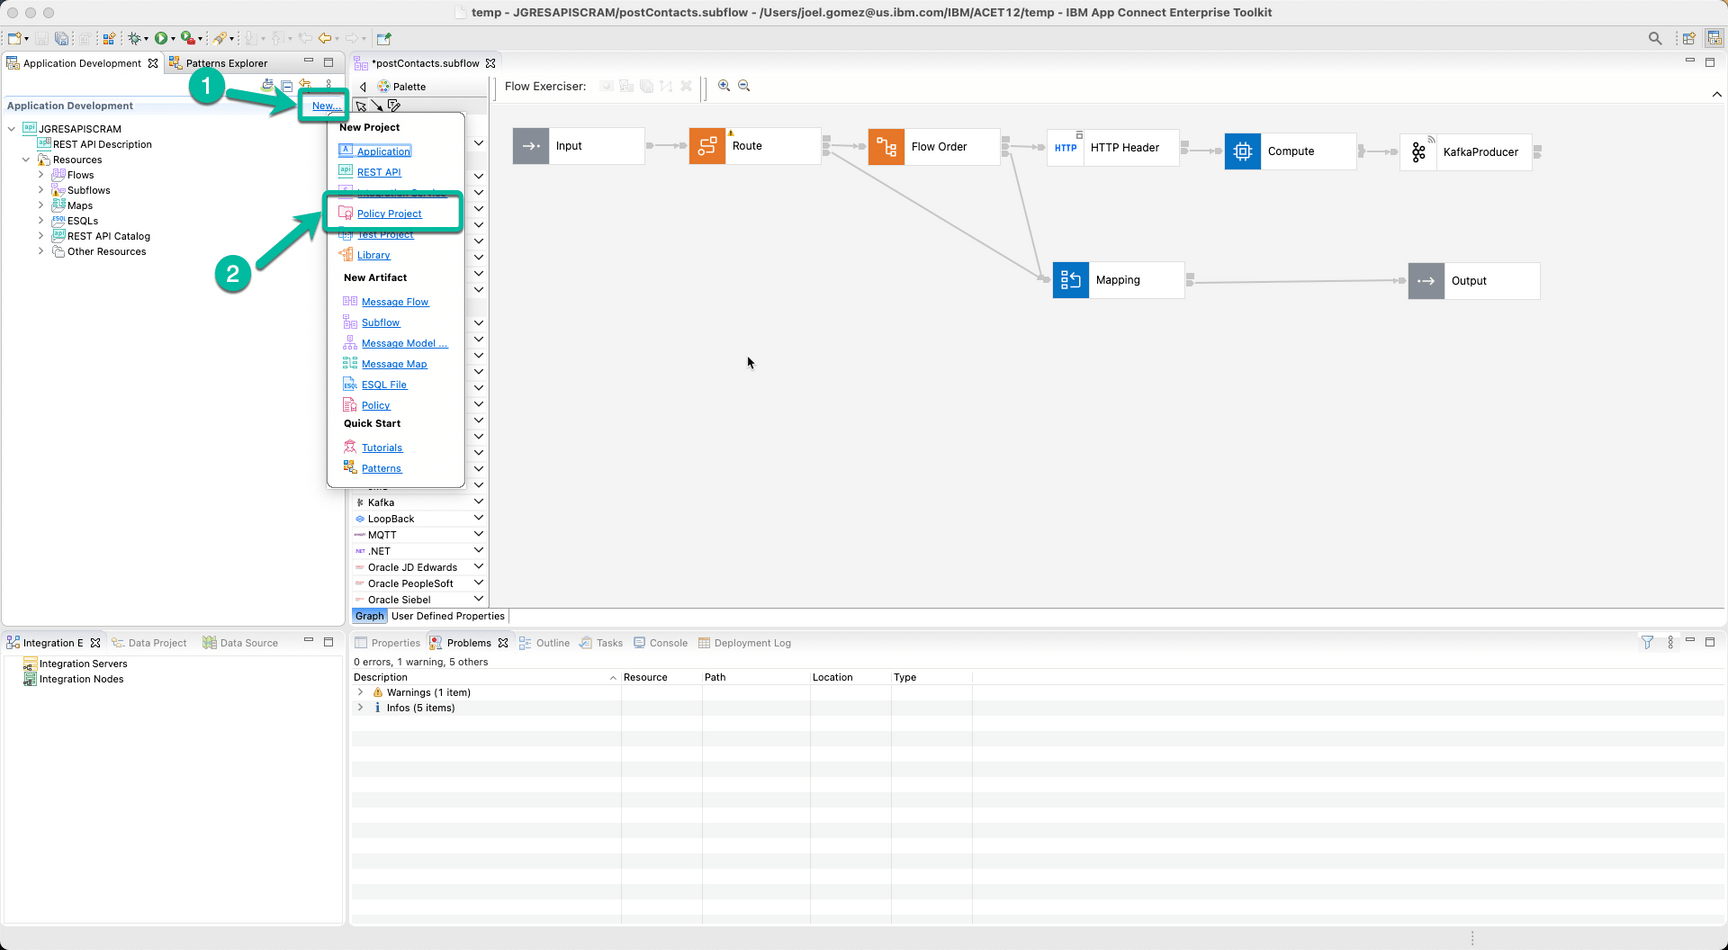 temp - JGRESAPISCRAM/postContacts.subflow - /Users/joel.gomez@us.ibm.com/IBM/ACET12/temp - IBM App Connect Enterprise Toolkit
Application Development
Patterns Explorer
*postContacts.subflow
1
Palette
Flow Exerciser:
Application Development
New...
JGRESAPISCRAM
REST API Description
Resources
Flows
Subflows
Maps
ESQLs
REST API Catalog
Other Resources
2
New Project
Application
REST API
Integration Service
Policy Project
Test Project
Library
New Artifact
Message Flow
Subflow
Message Model ...
Message Map
ESQL File
Policy
Quick Start
Tutorials
Patterns
Kafka
LoopBack
MQTT
.NET
Oracle JD Edwards
Oracle PeopleSoft
Oracle Siebel
Input
Route
Flow Order
HTTP
HTTP Header
Compute
KafkaProducer
Mapping
Output
Graph
User Defined Properties
Integration E
Data Project
Data Source
Integration Servers
Integration Nodes
Properties
Problems
Outline
Tasks
Console
Deployment Log
0 errors, 1 warning, 5 others
Description
Resource
Path
Location
Type
Warnings (1 item)
Infos (5 items)